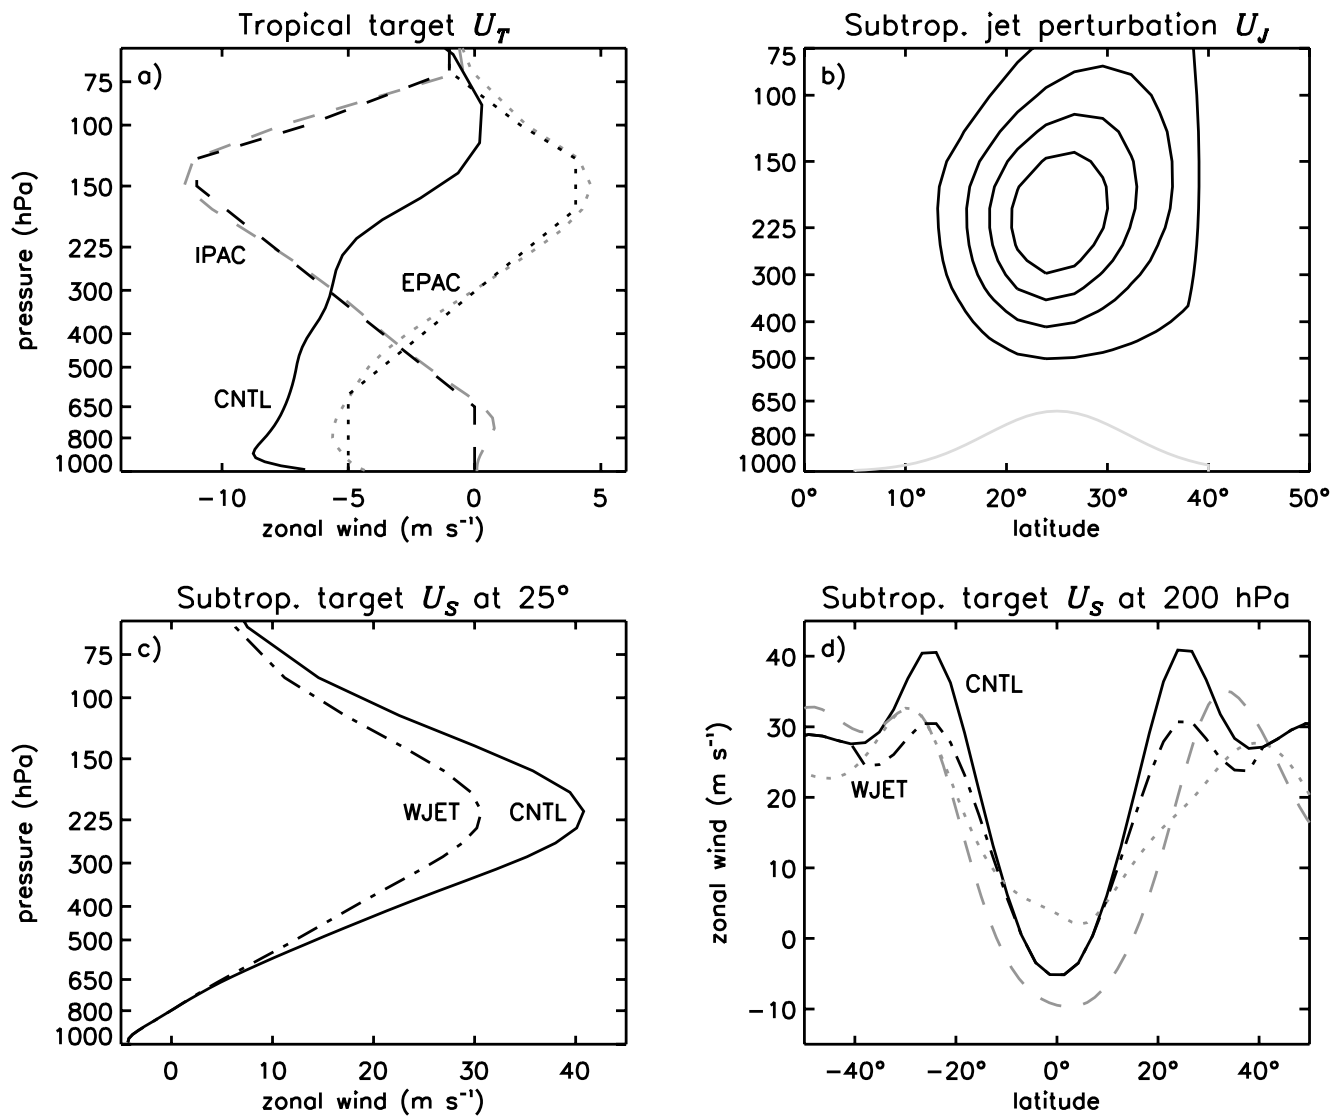 Tropical target U_T
a)
75
100
150
225
300
400
500
650
800
1000
pressure (hPa)
IPAC
EPAC
CNTL
−10 −5 0 5
zonal wind (m s⁻¹)
Subtrop. jet perturbation U_J
b)
75
100
150
225
300
400
500
650
800
1000
0° 10° 20° 30° 40° 50°
latitude
Subtrop. target U_S at 25°
c)
75
100
150
225
300
400
500
650
800
1000
pressure (hPa)
WJET CNTL
0 10 20 30 40
zonal wind (m s⁻¹)
Subtrop. target U_S at 200 hPa
d)
40
30
20
10
0
−10
zonal wind (m s⁻¹)
CNTL
WJET
−40° −20° 0° 20° 40°
latitude